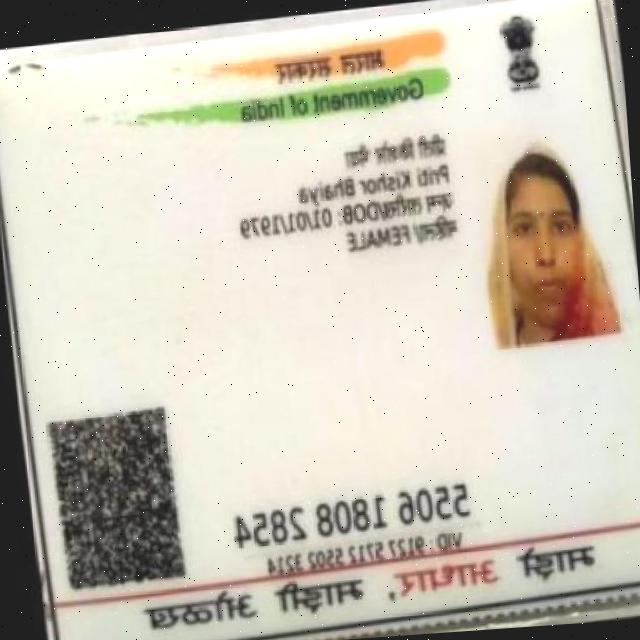 भारत सरकार
Government of India
प्रीती किशोर भैया
Priti Kishor Bhaiya
जन्म तारीख/DOB: 01/01/1979
महिला/ FEMALE
5506 1808 2854
VID: 9127 5712 5502 3214
माझे आधार, माझी ओळख